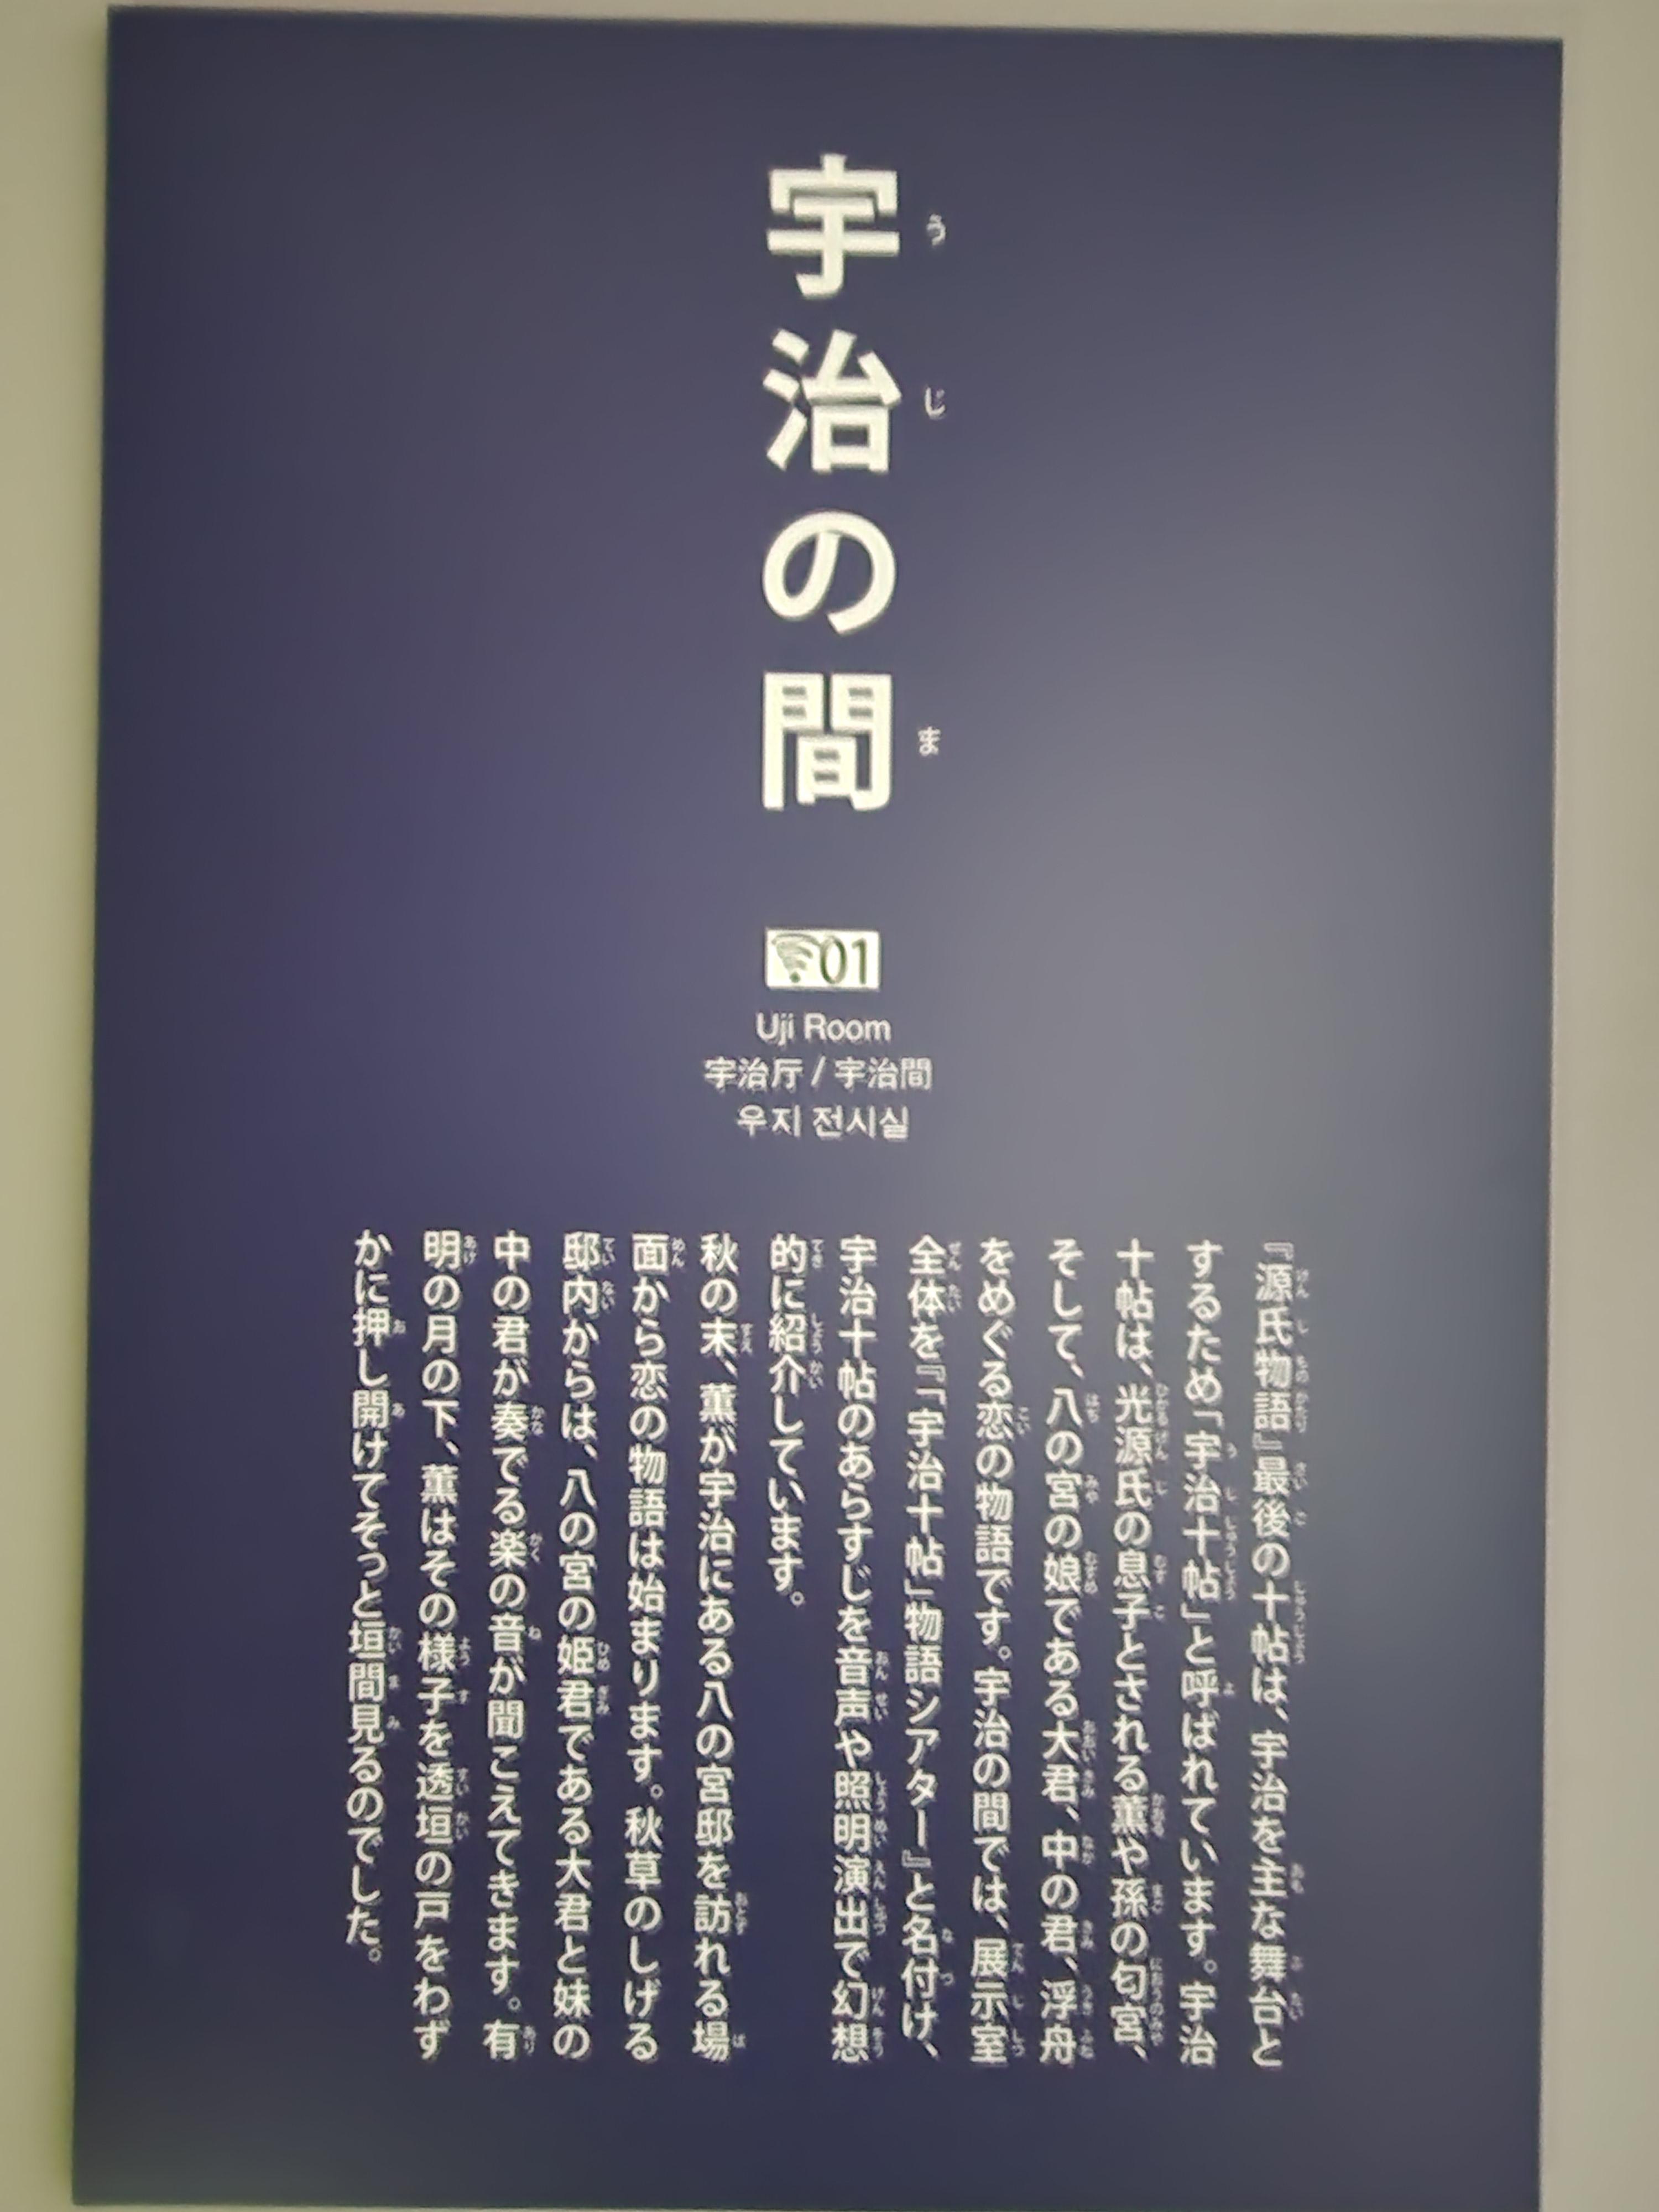 宇治の間
01
Uji Room
宇治厅 / 宇治間
우지 전시실
『源氏物語』最後の十帖は、宇治を主な舞台と
するため「宇治十帖」と呼ばれています。宇治
十帖は、光源氏の息子とされる薫や孫の匂宮、
そして、八の宮の娘である大君、中の君、浮舟
をめぐる恋の物語です。宇治の間では、展示室
全体を『「宇治十帖」物語シアター』と名付け、
宇治十帖のあらすじを音声や照明演出で幻想
的に紹介しています。
秋の末、薫が宇治にある八の宮邸を訪れる場
面から恋の物語は始まります。秋草のしげる
邸内からは、八の宮の姫君である大君と妹の
中の君が奏でる楽の音が聞こえてきます。有
明の月の下、薫はその様子を透垣の戸をわず
かに押し開けてそっと垣間見るのでした。